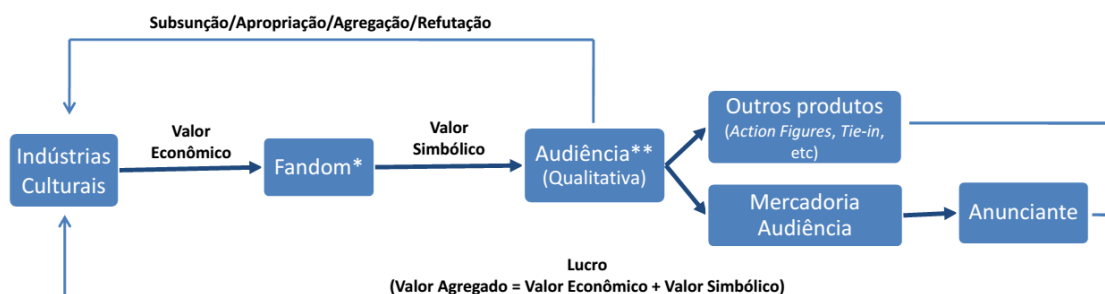 Subsunção/Apropriação/Agregação/Refutação
Indústrias
Culturais
Valor
Econômico
Fandom*
Valor
Simbólico
Audiência**
(Qualitativa)
Outros produtos
(Action Figures, Tie-in,
etc)
Mercadoria
Audiência
Anunciante
Lucro
(Valor Agregado = Valor Econômico + Valor Simbólico)